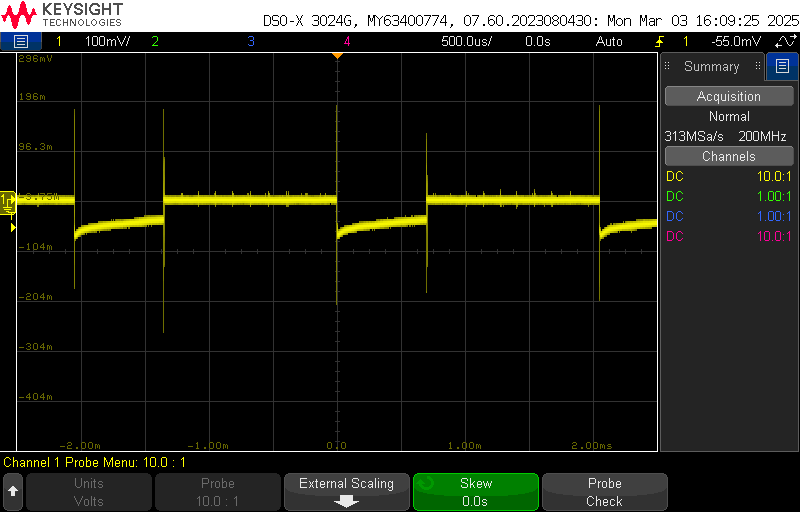 KEYSIGHT
TECHNOLOGIES
DSO-X 3024G, MY63400774, 07.60.2023080430: Mon Mar 03 16:09:25 2025
1 100mV/ 2 3 4 500.0us/ 0.0s Auto 1 -55.0mV
296mV
196m
96.3m
-3.75m
-104m
-204m
-304m
-404m
-2.00m -1.00m 0.0 1.00m 2.00ms
1
Summary
Acquisition
Normal
313MSa/s 200MHz
Channels
DC 10.0:1
DC 1.00:1
DC 1.00:1
DC 10.0:1
Channel 1 Probe Menu: 10.0 : 1
Units
Volts
Probe
10.0 : 1
External Scaling
Skew
0.0s
Probe
Check